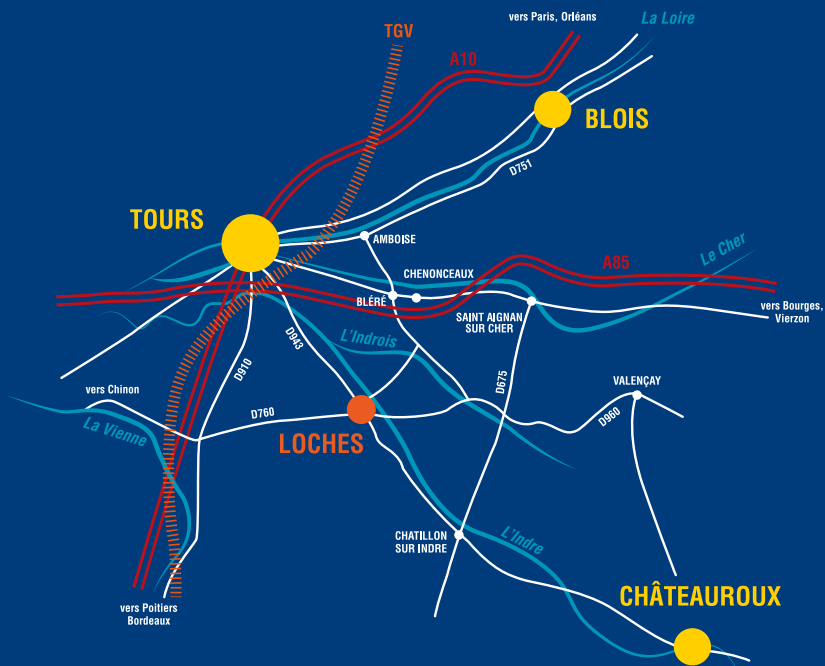 vers Paris, Orléans
La Loire
TGV
A10
BLOIS
D751
TOURS
AMBOISE
Le Cher
CHENONCEAUX
A85
BLÉRÉ
SAINT AIGNAN
SUR CHER
vers Bourges,
Vierzon
L'Indrois
D943
D910
D675
VALENÇAY
vers Chinon
D760
D960
La Vienne
LOCHES
CHATILLON
SUR INDRE
L'Indre
CHÂTEAUROUX
vers Poitiers
Bordeaux